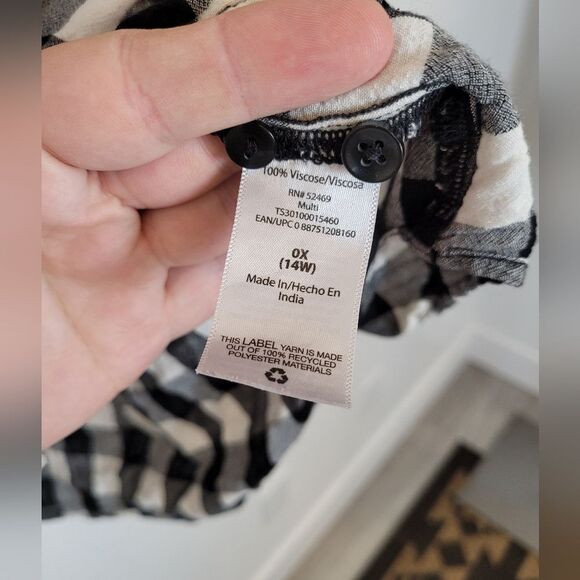 100% Viscose/Viscosa
RN# 52469
Multi
TS30100015460
EAN/UPC 0 88751208160
0X
(14W)
Made In/Hecho En
India
THIS LABEL YARN IS MADE
OUT OF 100% RECYCLED
POLYESTER MATERIALS